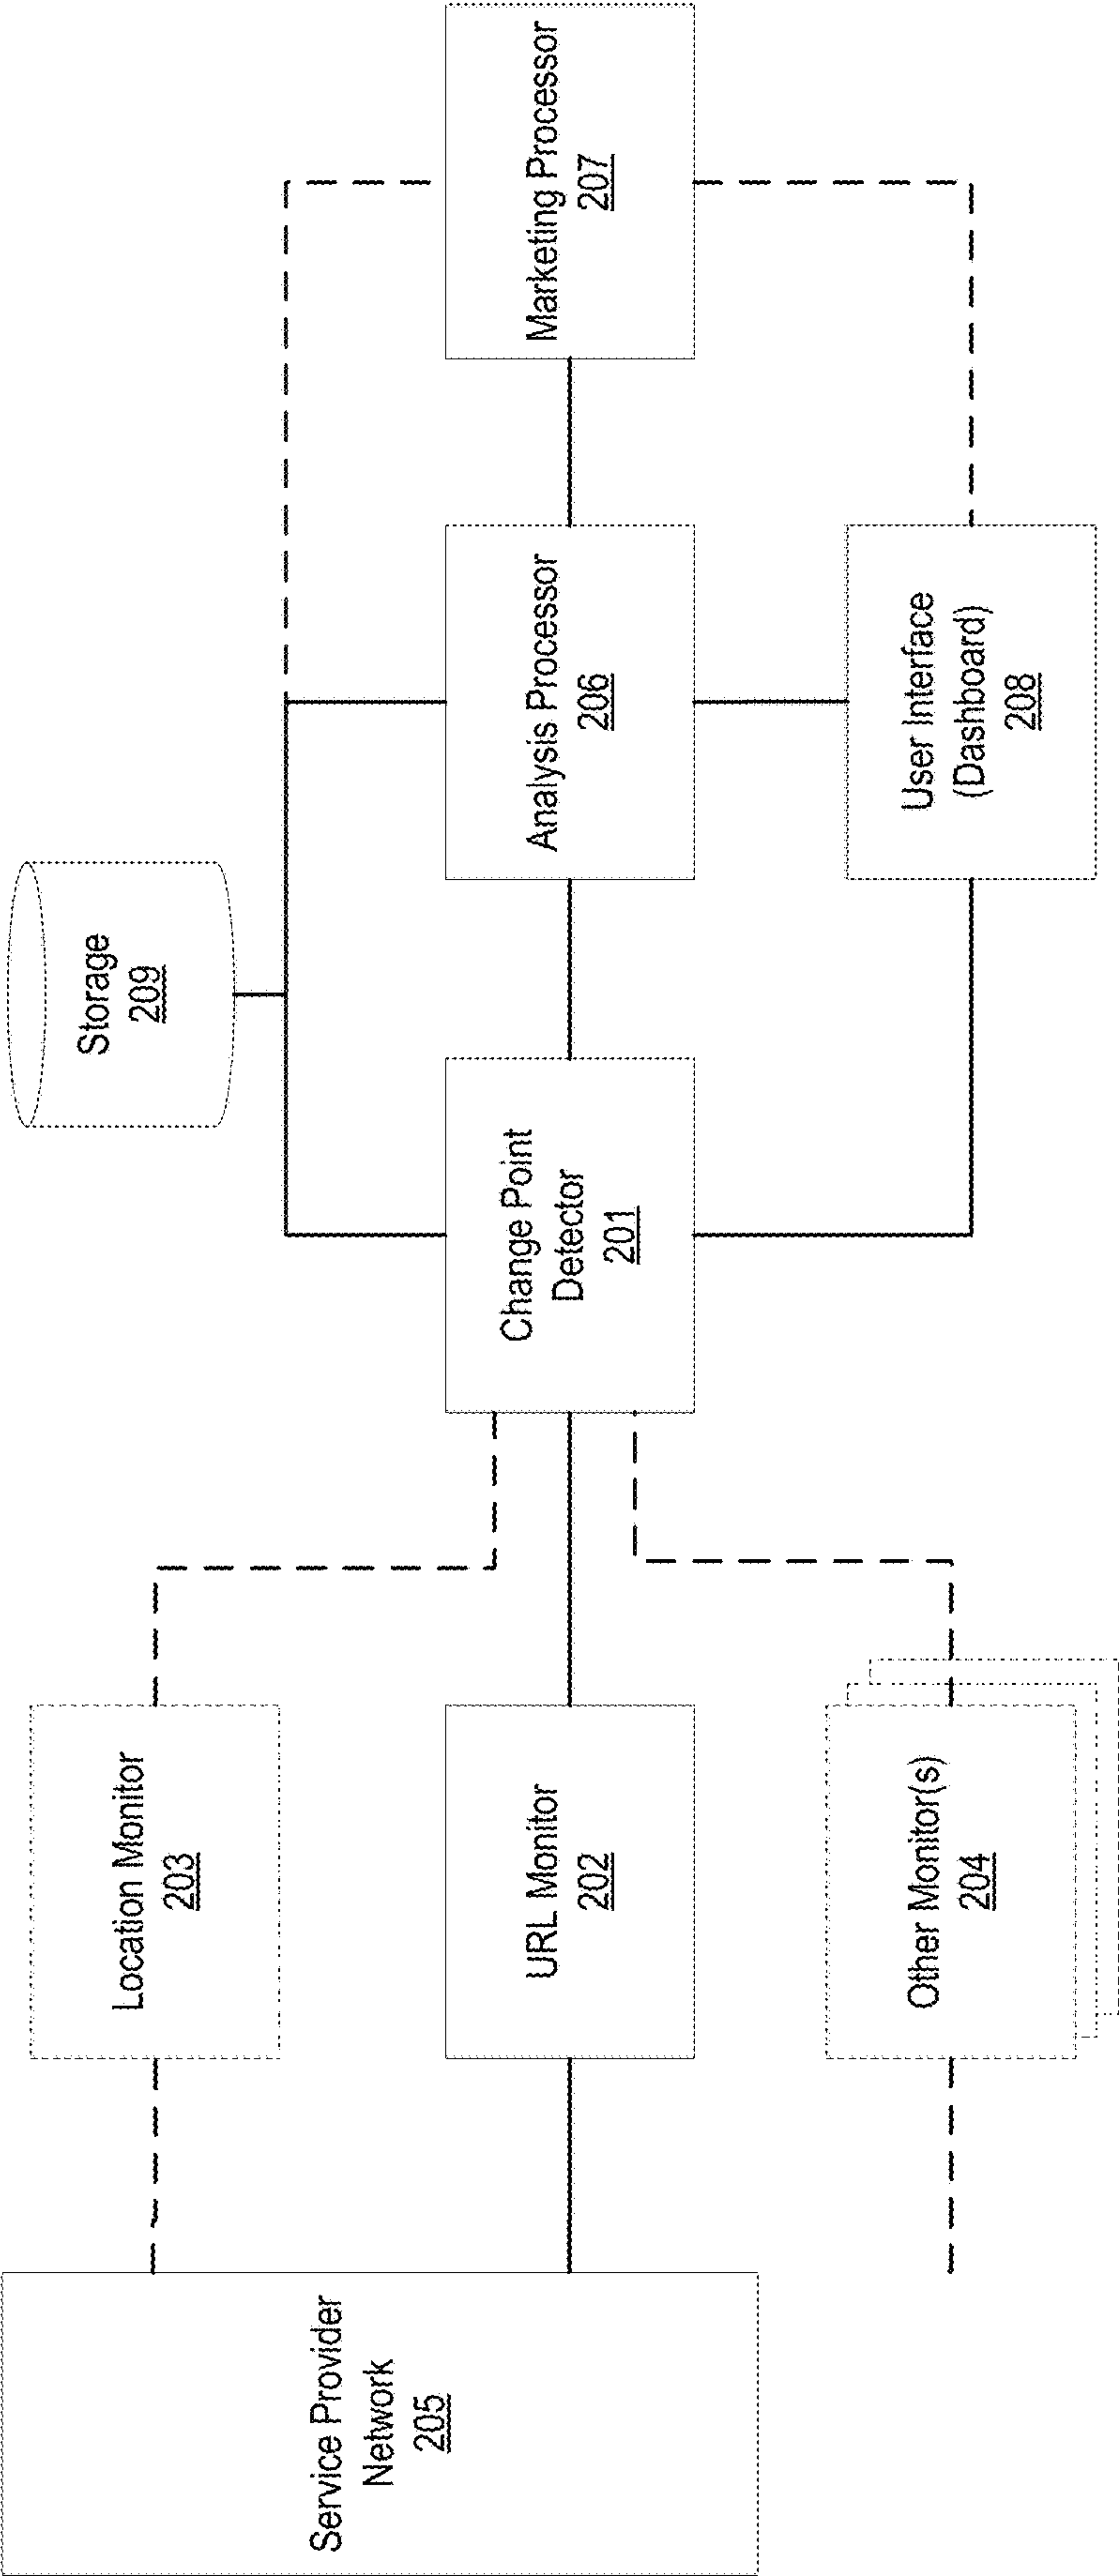 Service Provider
Network
205
Location Monitor
203
URL Monitor
202
Other Monitor(s)
204
Change Point
Detector
201
Storage
209
Analysis Processor
206
User Interface
(Dashboard)
208
Marketing Processor
207